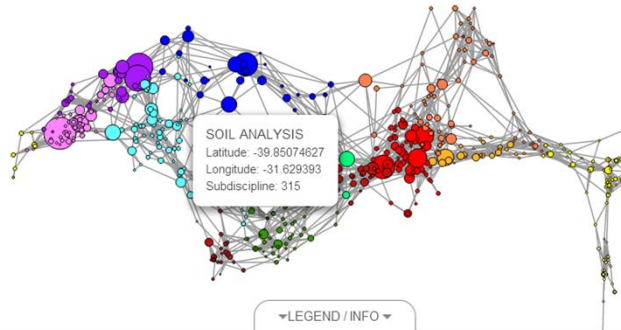 SOIL ANALYSIS
Latitude: -39.85074627
Longitude: -31.629393
Subdiscipline: 315
LEGEND / INFO